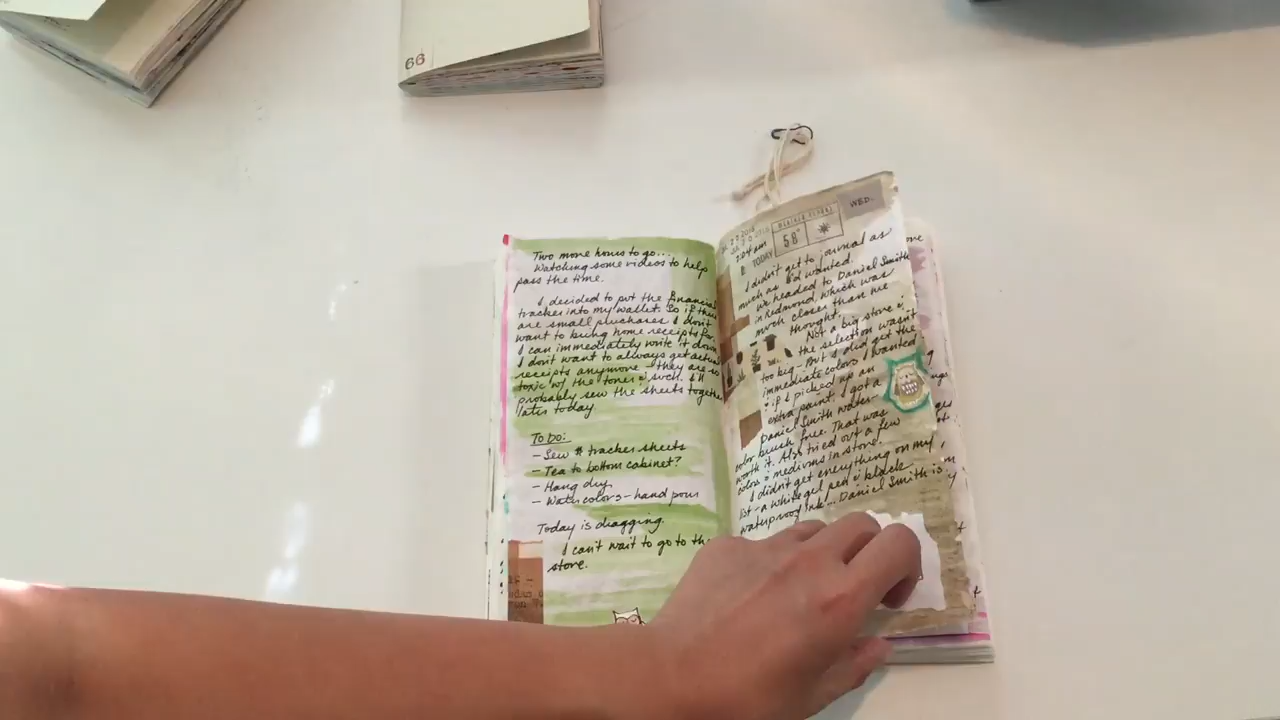 66
Two more hours to go...
Watching some videos to help
pass the time.
I decided to put the financial
tracker into my wallet. So if there
are small purchases I don't
want to bring home receipts for
I can immediately write it down.
I don't want to always get actual
receipts anymore - they are so
toxic w/ the toner & such. I'll
probably sew the sheets together
later today.
To Do:
- Sew # tracker sheets
- Tea to bottom cabinet?
- Hang dry
- Watercolors - hand pour
Today is dragging.
I can't wait to go to the
store.
WED.
58°
TODAY
I didn't get to journal as
much as I'd wanted.
We headed to Daniel Smith
in Redmond, which was
much closer than me
thought.
Not a big store &
the selection wasn't
too big. But I did get the
immediate colors I wanted
& if I picked up an
extra paint I got a
Daniel Smith water-
color brush free. That was
worth it. Also tried out a few
colors & mediums in store.
I didn't get everything on my
list - a white gel pen & black
waterproof ink... Daniel Smith is